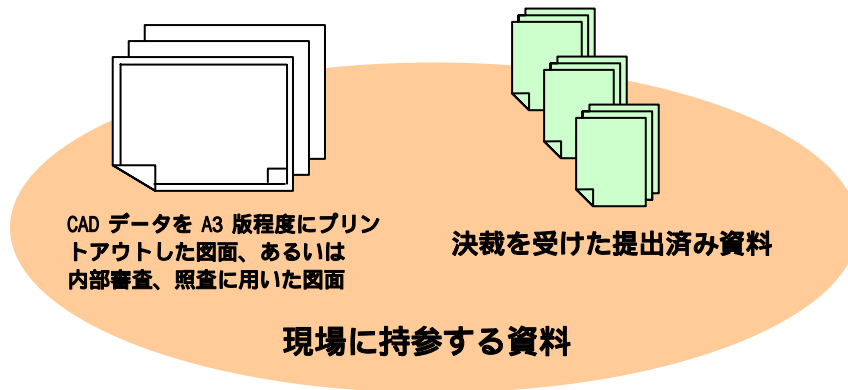 CAD データを A3 版程度にプリン
トアウトした図面、あるいは
内部審査、照査に用いた図面
決裁を受けた提出済み資料
現場に持参する資料